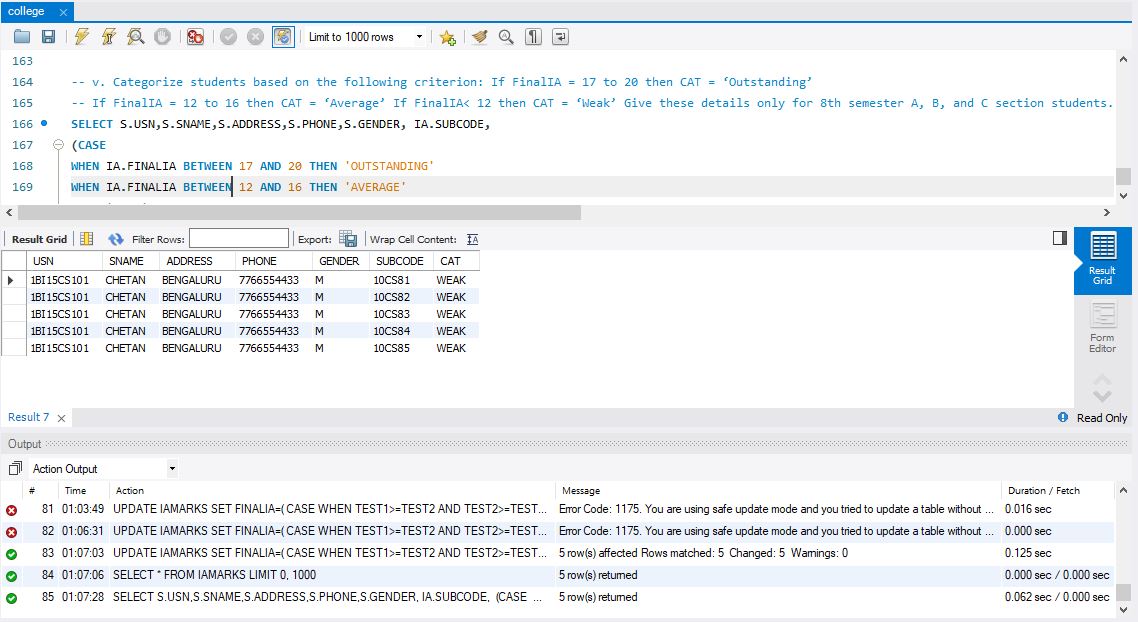 college
Limit to 1000 rows
163
164 -- v. Categorize students based on the following criterion: If FinalIA = 17 to 20 then CAT = ‘Outstanding’
165 -- If FinalIA = 12 to 16 then CAT = ‘Average’ If FinalIA< 12 then CAT = ‘Weak’ Give these details only for 8th semester A, B, and C section students.
166 SELECT S.USN,S.SNAME,S.ADDRESS,S.PHONE,S.GENDER, IA.SUBCODE,
167 (CASE
168 WHEN IA.FINALIA BETWEEN 17 AND 20 THEN 'OUTSTANDING'
169 WHEN IA.FINALIA BETWEEN 12 AND 16 THEN 'AVERAGE'
Result Grid Filter Rows: Export: Wrap Cell Content: IA
USN SNAME ADDRESS PHONE GENDER SUBCODE CAT
1BI15CS101 CHETAN BENGALURU 7766554433 M 10CS81 WEAK
1BI15CS101 CHETAN BENGALURU 7766554433 M 10CS82 WEAK
1BI15CS101 CHETAN BENGALURU 7766554433 M 10CS83 WEAK
1BI15CS101 CHETAN BENGALURU 7766554433 M 10CS84 WEAK
1BI15CS101 CHETAN BENGALURU 7766554433 M 10CS85 WEAK
Result
Grid
Form
Editor
Result 7
Read Only
Output
Action Output
# Time Action Message Duration / Fetch
81 01:03:49 UPDATE IAMARKS SET FINALIA=( CASE WHEN TEST1>=TEST2 AND TEST2>=TEST... Error Code: 1175. You are using safe update mode and you tried to update a table without ... 0.016 sec
82 01:06:31 UPDATE IAMARKS SET FINALIA=( CASE WHEN TEST1>=TEST2 AND TEST2>=TEST... Error Code: 1175. You are using safe update mode and you tried to update a table without ... 0.000 sec
83 01:07:03 UPDATE IAMARKS SET FINALIA=( CASE WHEN TEST1>=TEST2 AND TEST2>=TEST... 5 row(s) affected Rows matched: 5 Changed: 5 Warnings: 0 0.125 sec
84 01:07:06 SELECT * FROM IAMARKS LIMIT 0, 1000 5 row(s) returned 0.000 sec / 0.000 sec
85 01:07:28 SELECT S.USN,S.SNAME,S.ADDRESS,S.PHONE,S.GENDER, IA.SUBCODE, (CASE ... 5 row(s) returned 0.062 sec / 0.000 sec